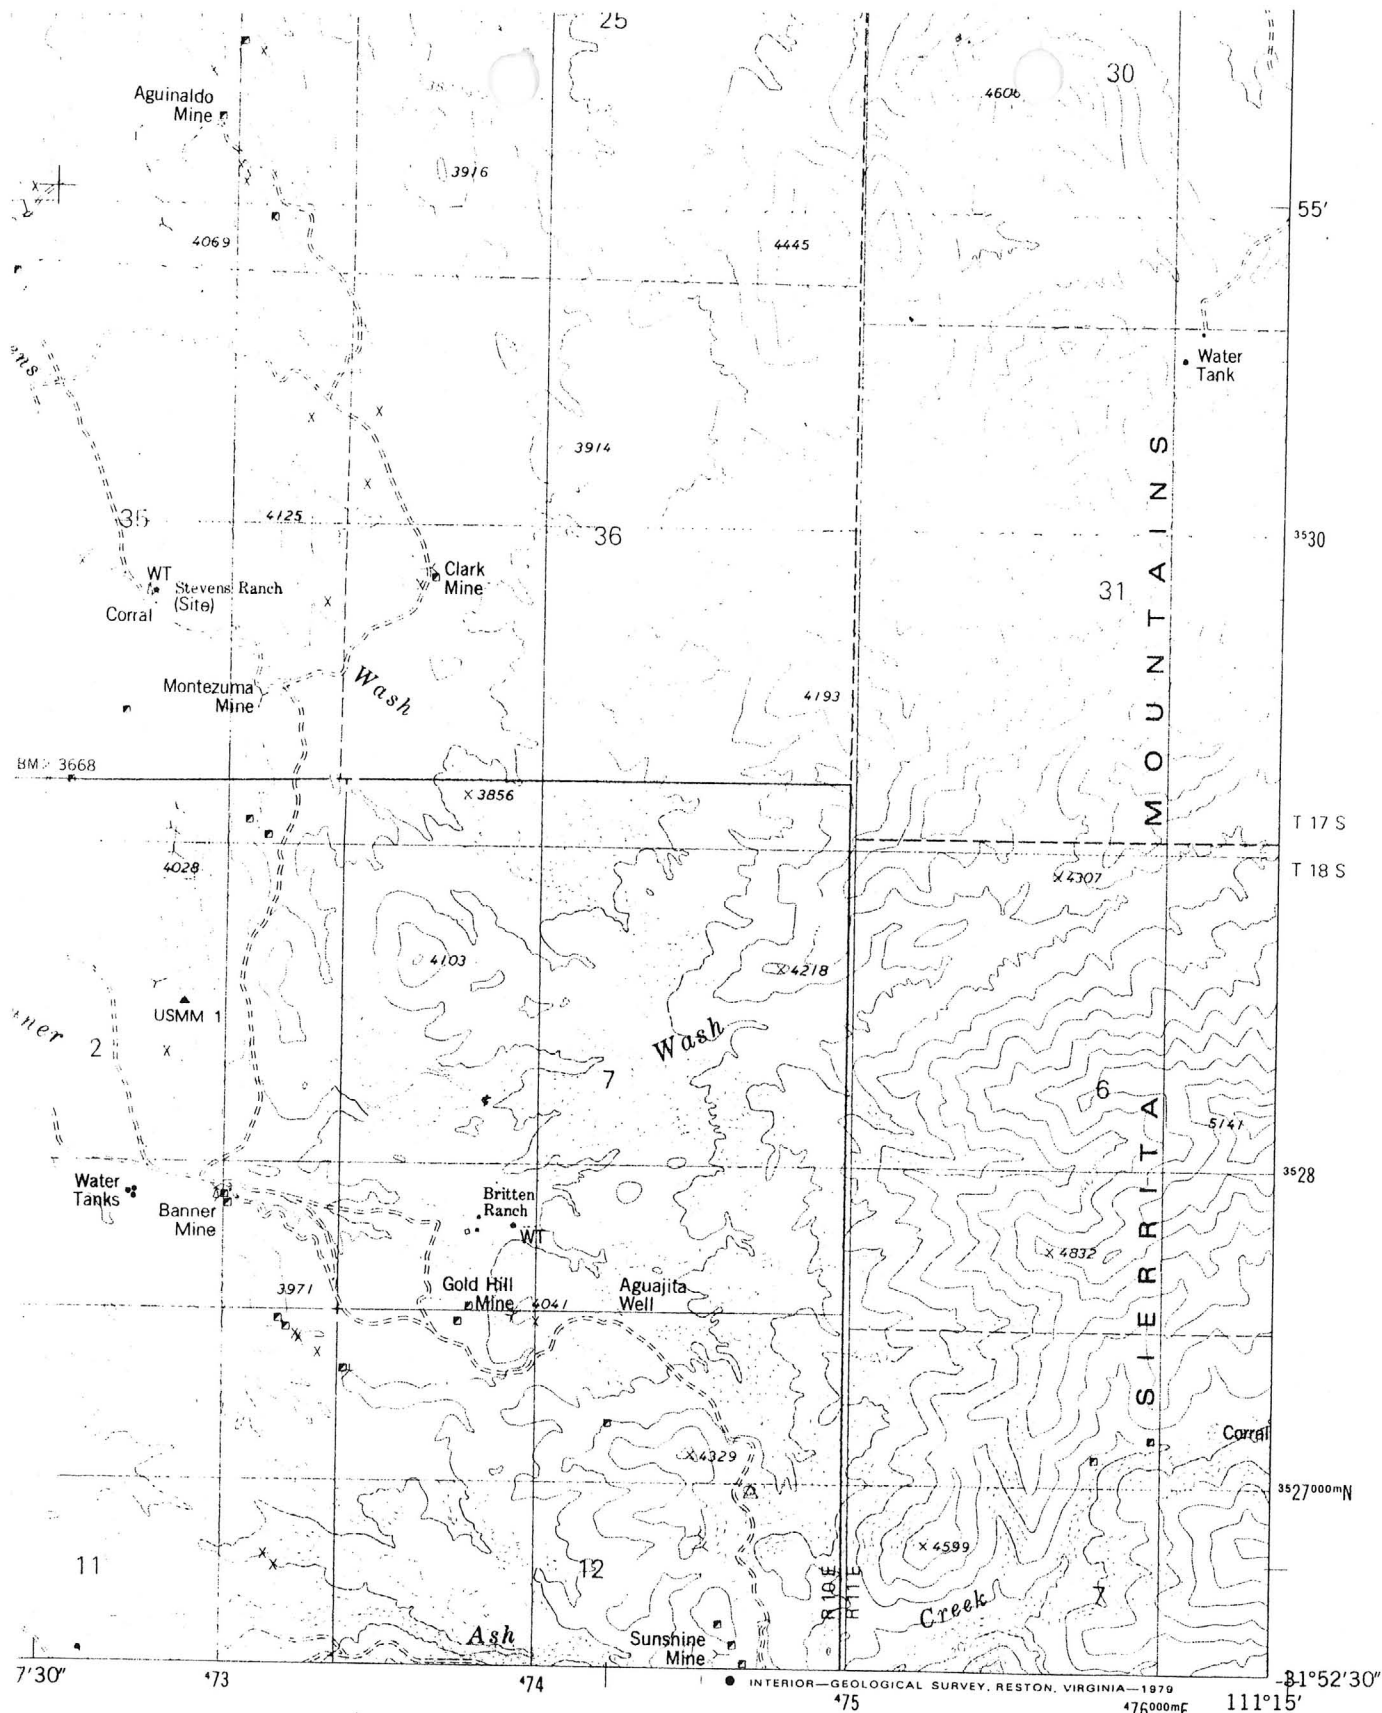 25
30
4606
Aguinaldo
Mine
3916
55'
4069
4445
Water
Tank
3914
35
4125
36
³⁵30
Clark
Mine
WT
Stevens Ranch
(Site)
Corral
31
Montezuma
Mine
Wash
4193
MOUNTAINS
BM 3668
3856
T 17 S
T 18 S
4028
4307
4103
4218
USMM 1
Wash
2
7
6
5141
Water
Tanks
Banner
Mine
Britten
Ranch
WT
³⁵28
4832
3971
Gold Hill
Mine
4041
Aguajita
Well
SIERRITA
Corral
4329
³⁵27⁰⁰⁰ᵐN
4599
11
12
R 10 E
R 11 E
7
Creek
Ash
Sunshine
Mine
7'30"
⁴73
⁴74
INTERIOR—GEOLOGICAL SURVEY, RESTON, VIRGINIA—1979
31°52'30"
⁴75
⁴76⁰⁰⁰ᵐE
111°15'